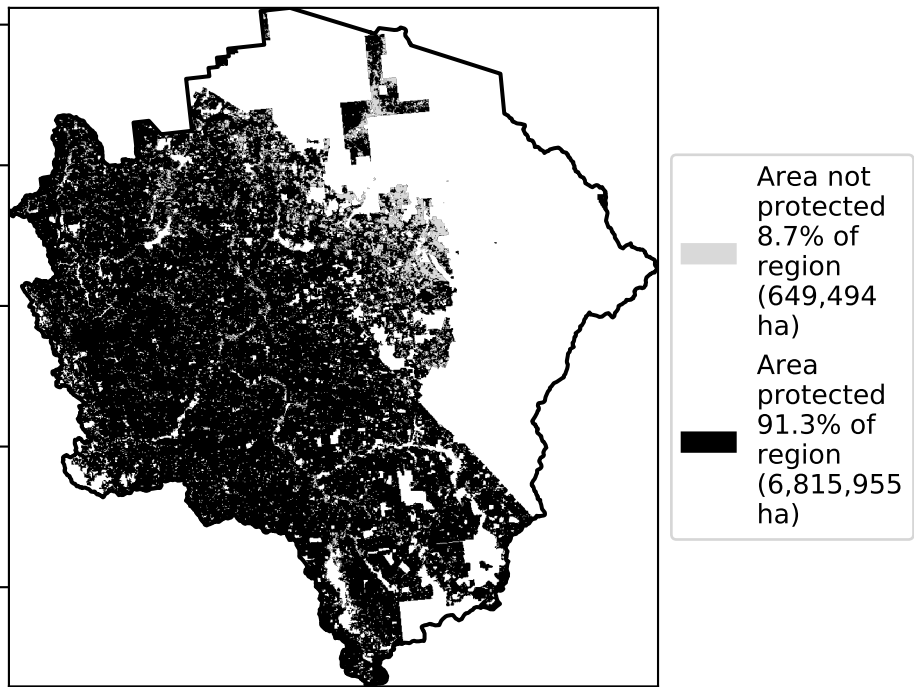 Area not
protected
8.7% of
region
(649,494
ha)
Area
protected
91.3% of
region
(6,815,955
ha)